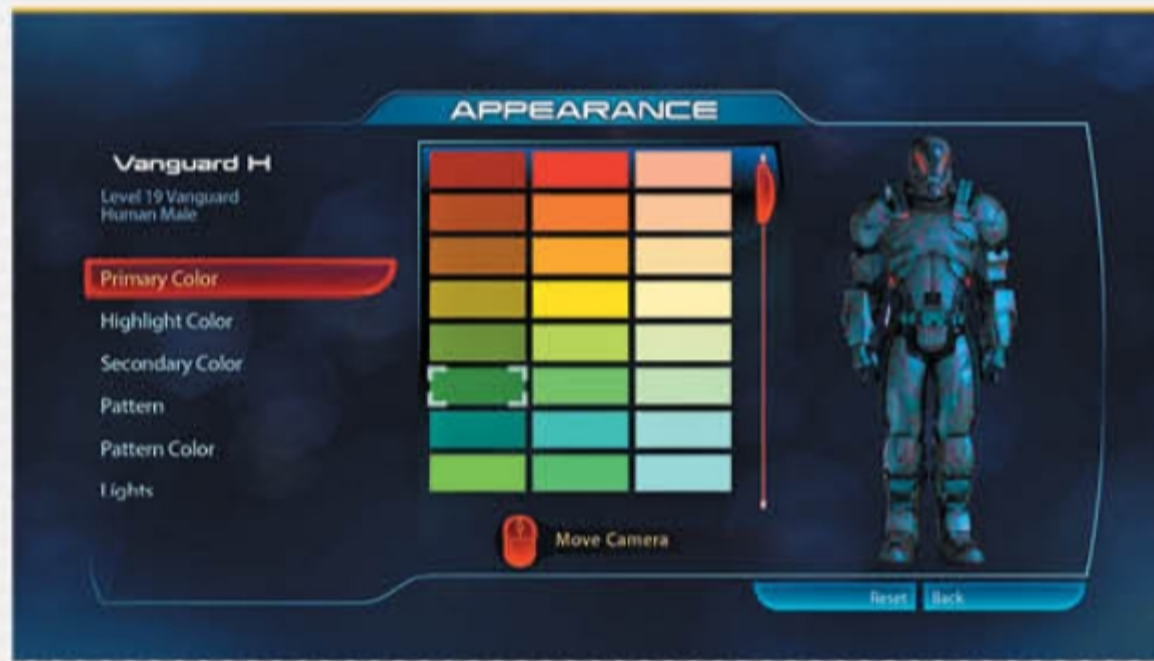 APPEARANCE
Vanguard H
Level 19 Vanguard
Human Male
Primary Color
Highlight Color
Secondary Color
Pattern
Pattern Color
Lights
Move Camera
Reset
Back